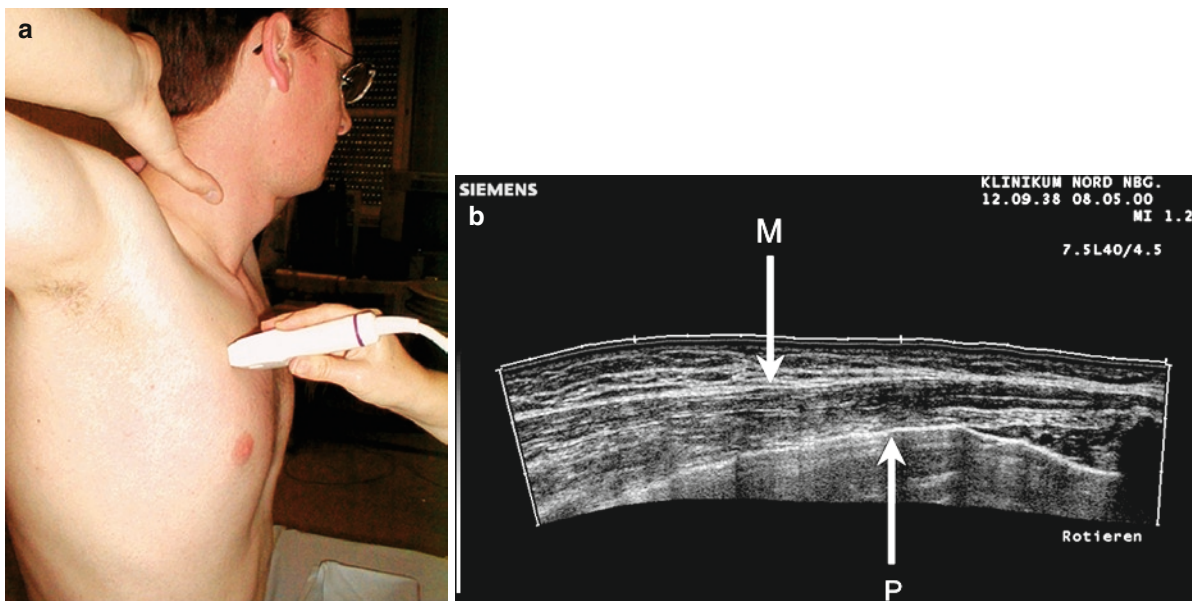 a
SIEMENS
b
KLINIKUM NORD NBG.
12.09.38 08.05.00
MI 1.2
7.5L40/4.5
M
Rotieren
P